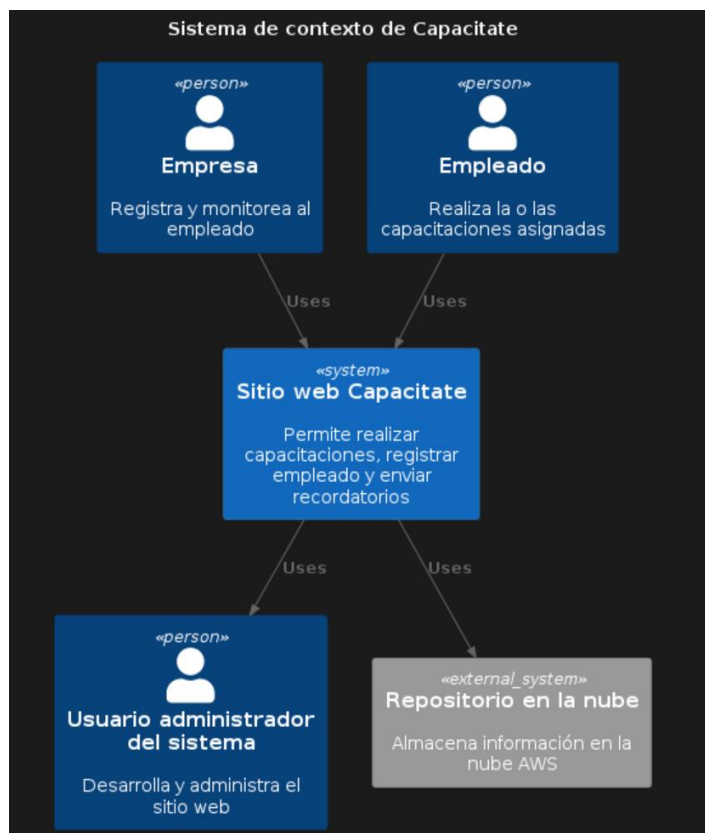 Sistema de contexto de Capacitate
«person»
Empresa
Registra y monitorea al
empleado
«person»
Empleado
Realiza la o las
capacitaciones asignadas
Uses
Uses
«system»
Sitio web Capacitate
Permite realizar
capacitaciones, registrar
empleado y enviar
recordatorios
Uses
Uses
«person»
Usuario administrador
del sistema
Desarrolla y administra el
sitio web
«external_system»
Repositorio en la nube
Almacena información en la
nube AWS